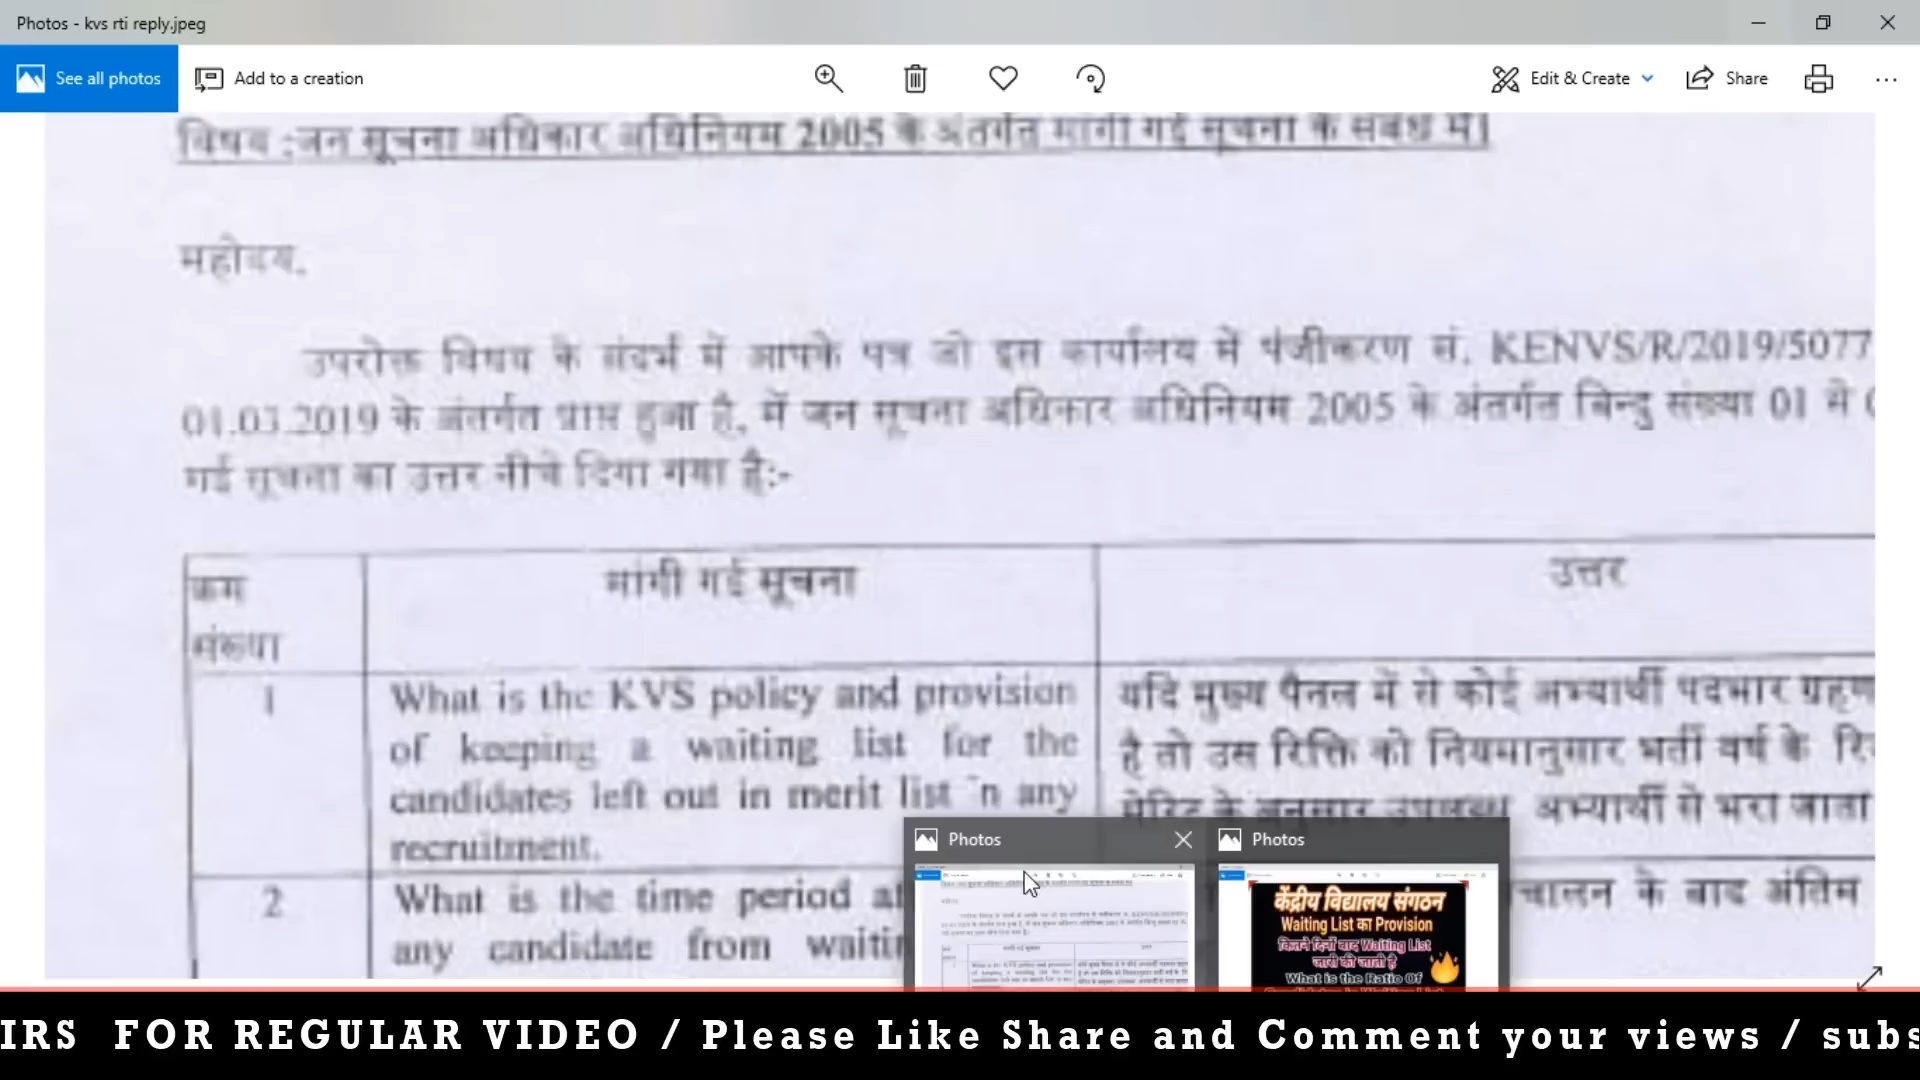 Photos - kvs rti reply.jpeg
See all photos
Add to a creation
Edit & Create
Share
विषय :जन सूचना अधिकार अधिनियम 2005 के अंतर्गत मांगी गई सूचना के संबंध में।
महोदय,
उपरोक्त विषय के संदर्भ में आपके पत्र जो इस कार्यालय में पंजीकरण सं. KENVS/R/2019/5077
01.03.2019 के अंतर्गत प्राप्त हुआ है, में जन सूचना अधिकार अधिनियम 2005 के अंतर्गत बिन्दु संख्या 01 से
गई सूचना का उत्तर नीचे दिया गया है:-
क्रम
संख्या
मांगी गई सूचना
उत्तर
1
What is the KVS policy and provision
of keeping a waiting list for the
candidates left out in merit list in any
recruitment.
यदि मुख्य पैनल में से कोई अभ्यार्थी पदभार ग्रहण
है तो उस रिक्ति को नियमानुसार भर्ती वर्ष के
मेरिट के अनुसार उपलब्ध अभ्यार्थी से भरा जाता
2
What is the time period
any candidate from
चालन के बाद अंतिम
Photos
Photos
केंद्रीय विद्यालय संगठन
Waiting List का Provision
कितने दिनों बाद Waiting List
जारी की जाती है
What is the Ratio Of
IRS FOR REGULAR VIDEO / Please Like Share and Comment your views / subs